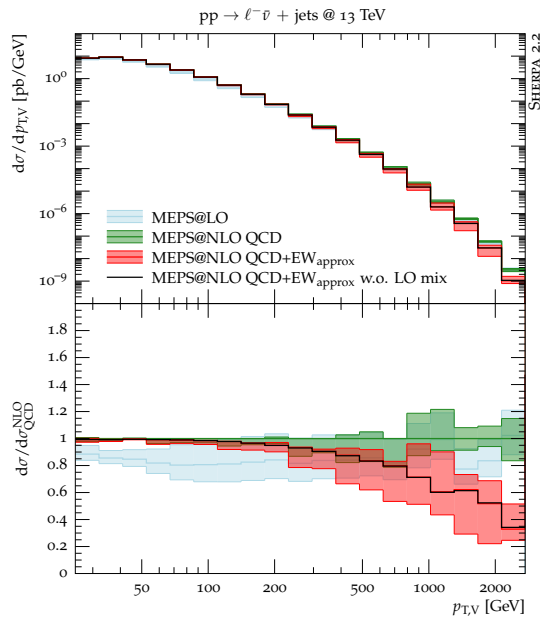 pp → ℓ⁻ν̄ + jets @ 13 TeV
SHERPA 2.2
dσ/dp_T,V [pb/GeV]
10⁰
10⁻³
10⁻⁶
10⁻⁹
MEPS@LO
MEPS@NLO QCD
MEPS@NLO QCD+EW_approx
MEPS@NLO QCD+EW_approx w.o. LO mix
dσ/dσ^NLO_QCD
1.8
1.6
1.4
1.2
1
0.8
0.6
0.4
0.2
0
50 100 200 500 1000 2000
p_T,V [GeV]